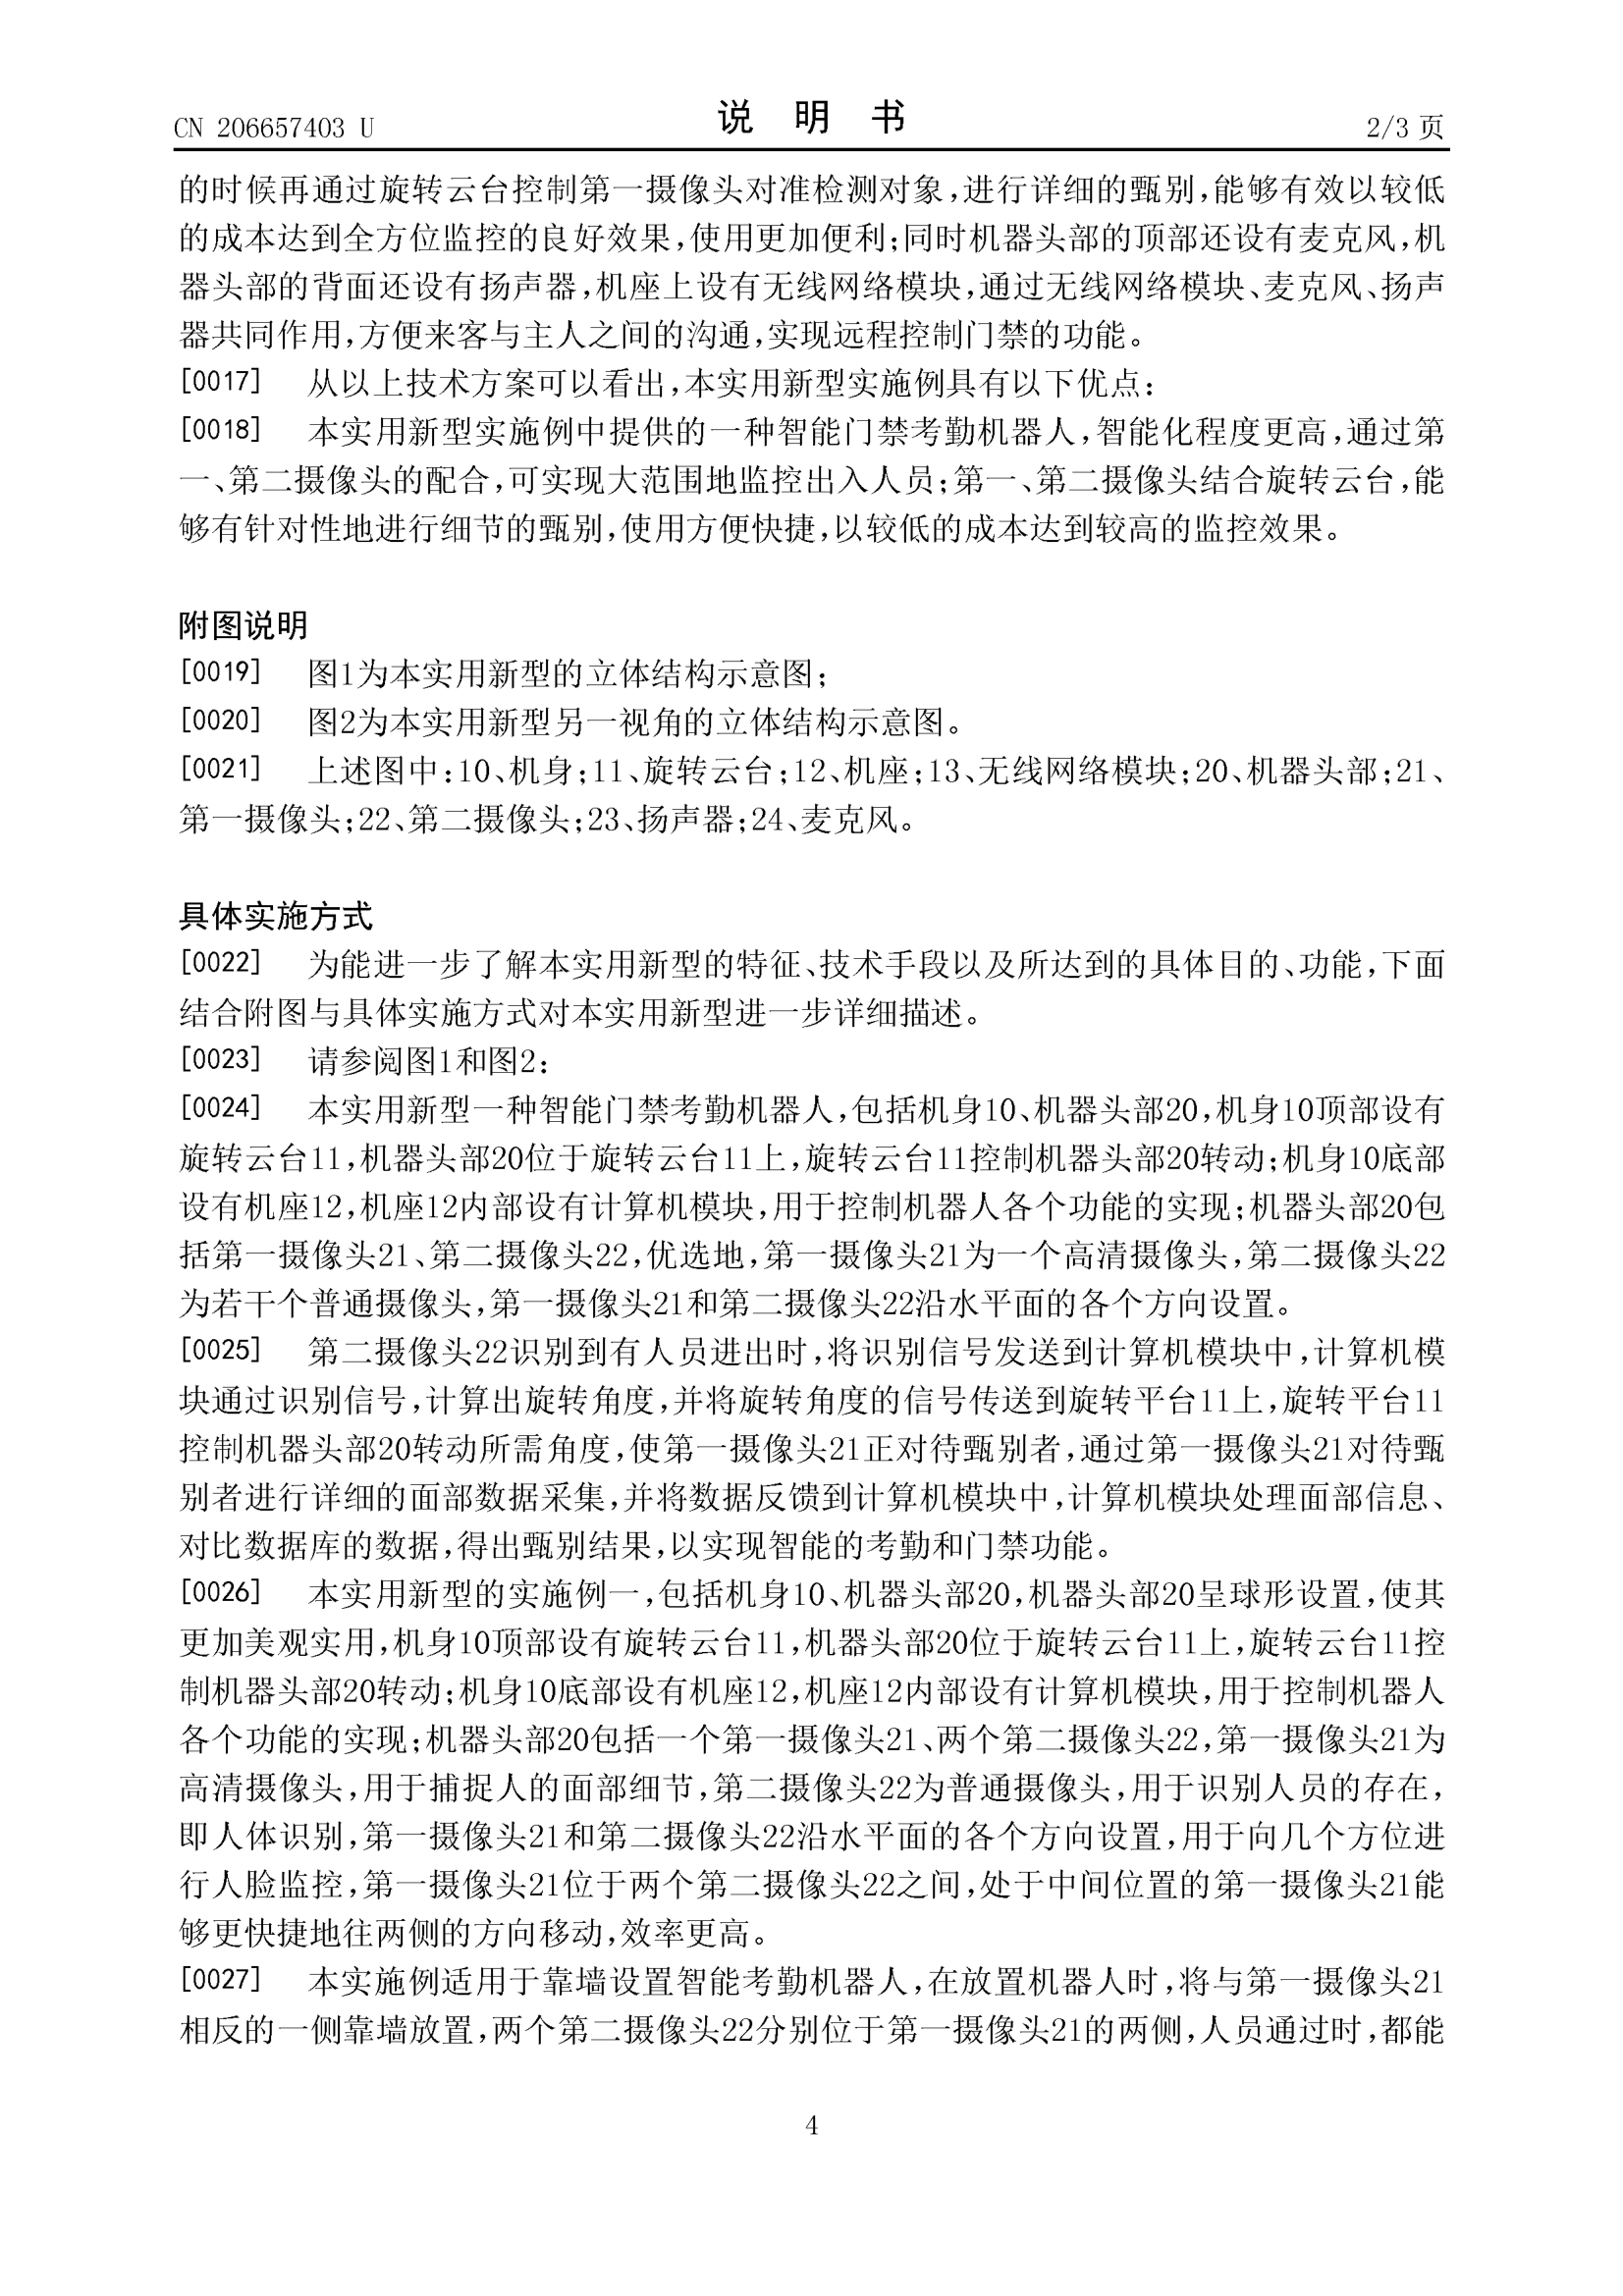 CN 206657403 U
说 明 书
2/3 页
的时候再通过旋转云台控制第一摄像头对准检测对象,进行详细的甄别,能够有效以较低
的成本达到全方位监控的良好效果,使用更加便利;同时机器头部的顶部还设有麦克风,机
器头部的背面还设有扬声器,机座上设有无线网络模块,通过无线网络模块、麦克风、扬声
器共同作用,方便来客与主人之间的沟通,实现远程控制门禁的功能。
[0017] 从以上技术方案可以看出,本实用新型实施例具有以下优点:
[0018] 本实用新型实施例中提供的一种智能门禁考勤机器人,智能化程度更高,通过第
一、第二摄像头的配合,可实现大范围地监控出入人员;第一、第二摄像头结合旋转云台,能
够有针对性地进行细节的甄别,使用方便快捷,以较低的成本达到较高的监控效果。
附图说明
[0019] 图1为本实用新型的立体结构示意图;
[0020] 图2为本实用新型另一视角的立体结构示意图。
[0021] 上述图中:10、机身;11、旋转云台;12、机座;13、无线网络模块;20、机器头部;21、
第一摄像头;22、第二摄像头;23、扬声器;24、麦克风。
具体实施方式
[0022] 为能进一步了解本实用新型的特征、技术手段以及所达到的具体目的、功能,下面
结合附图与具体实施方式对本实用新型进一步详细描述。
[0023] 请参阅图1和图2:
[0024] 本实用新型一种智能门禁考勤机器人,包括机身10、机器头部20,机身10顶部设有
旋转云台11,机器头部20位于旋转云台11上,旋转云台11控制机器头部20转动;机身10底部
设有机座12,机座12内部设有计算机模块,用于控制机器人各个功能的实现;机器头部20包
括第一摄像头21、第二摄像头22,优选地,第一摄像头21为一个高清摄像头,第二摄像头22
为若干个普通摄像头,第一摄像头21和第二摄像头22沿水平面的各个方向设置。
[0025] 第二摄像头22识别到有人员进出时,将识别信号发送到计算机模块中,计算机模
块通过识别信号,计算出旋转角度,并将旋转角度的信号传送到旋转平台11上,旋转平台11
控制机器头部20转动所需角度,使第一摄像头21正对待甄别者,通过第一摄像头21对待甄
别者进行详细的面部数据采集,并将数据反馈到计算机模块中,计算机模块处理面部信息、
对比数据库的数据,得出甄别结果,以实现智能的考勤和门禁功能。
[0026] 本实用新型的实施例一,包括机身10、机器头部20,机器头部20呈球形设置,使其
更加美观实用,机身10顶部设有旋转云台11,机器头部20位于旋转云台11上,旋转云台11控
制机器头部20转动;机身10底部设有机座12,机座12内部设有计算机模块,用于控制机器人
各个功能的实现;机器头部20包括一个第一摄像头21、两个第二摄像头22,第一摄像头21为
高清摄像头,用于捕捉人的面部细节,第二摄像头22为普通摄像头,用于识别人员的存在,
即人体识别,第一摄像头21和第二摄像头22沿水平面的各个方向设置,用于向几个方位进
行人脸监控,第一摄像头21位于两个第二摄像头22之间,处于中间位置的第一摄像头21能
够更快捷地往两侧的方向移动,效率更高。
[0027] 本实施例适用于靠墙设置智能考勤机器人,在放置机器人时,将与第一摄像头21
相反的一侧靠墙放置,两个第二摄像头22分别位于第一摄像头21的两侧,人员通过时,都能
4